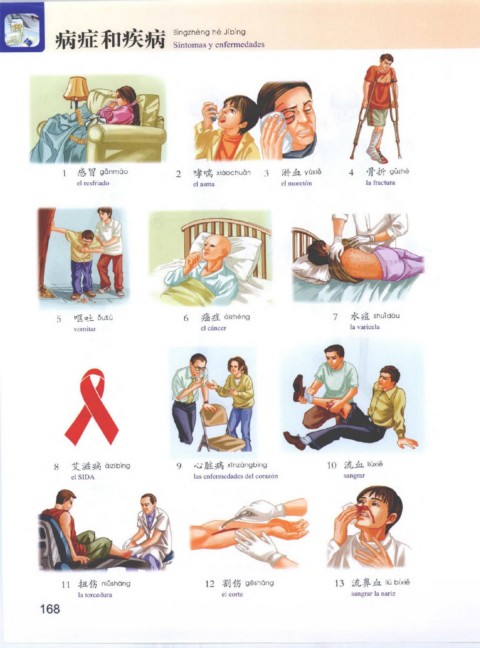 病症和疾病 Bìngzhèng hé Jíbìng
Síntomas y enfermedades
1 感冒 gǎnmào
el resfriado
2 哮喘 xiàochuǎn
el asma
3 淤血 yūxiě
el moretón
4 骨折 gǔzhé
la fractura
5 呕吐 ǒutù
vomitar
6 癌症 áizhèng
el cáncer
7 水痘 shuǐdòu
la varicela
8 艾滋病 àizībìng
el SIDA
9 心脏病 xīnzàngbìng
las enfermedades del corazón
10 流血 liúxiě
sangrar
11 扭伤 niǔshāng
la torcedura
12 割伤 gēshāng
el corte
13 流鼻血 liú bíxiě
sangrar la nariz
168